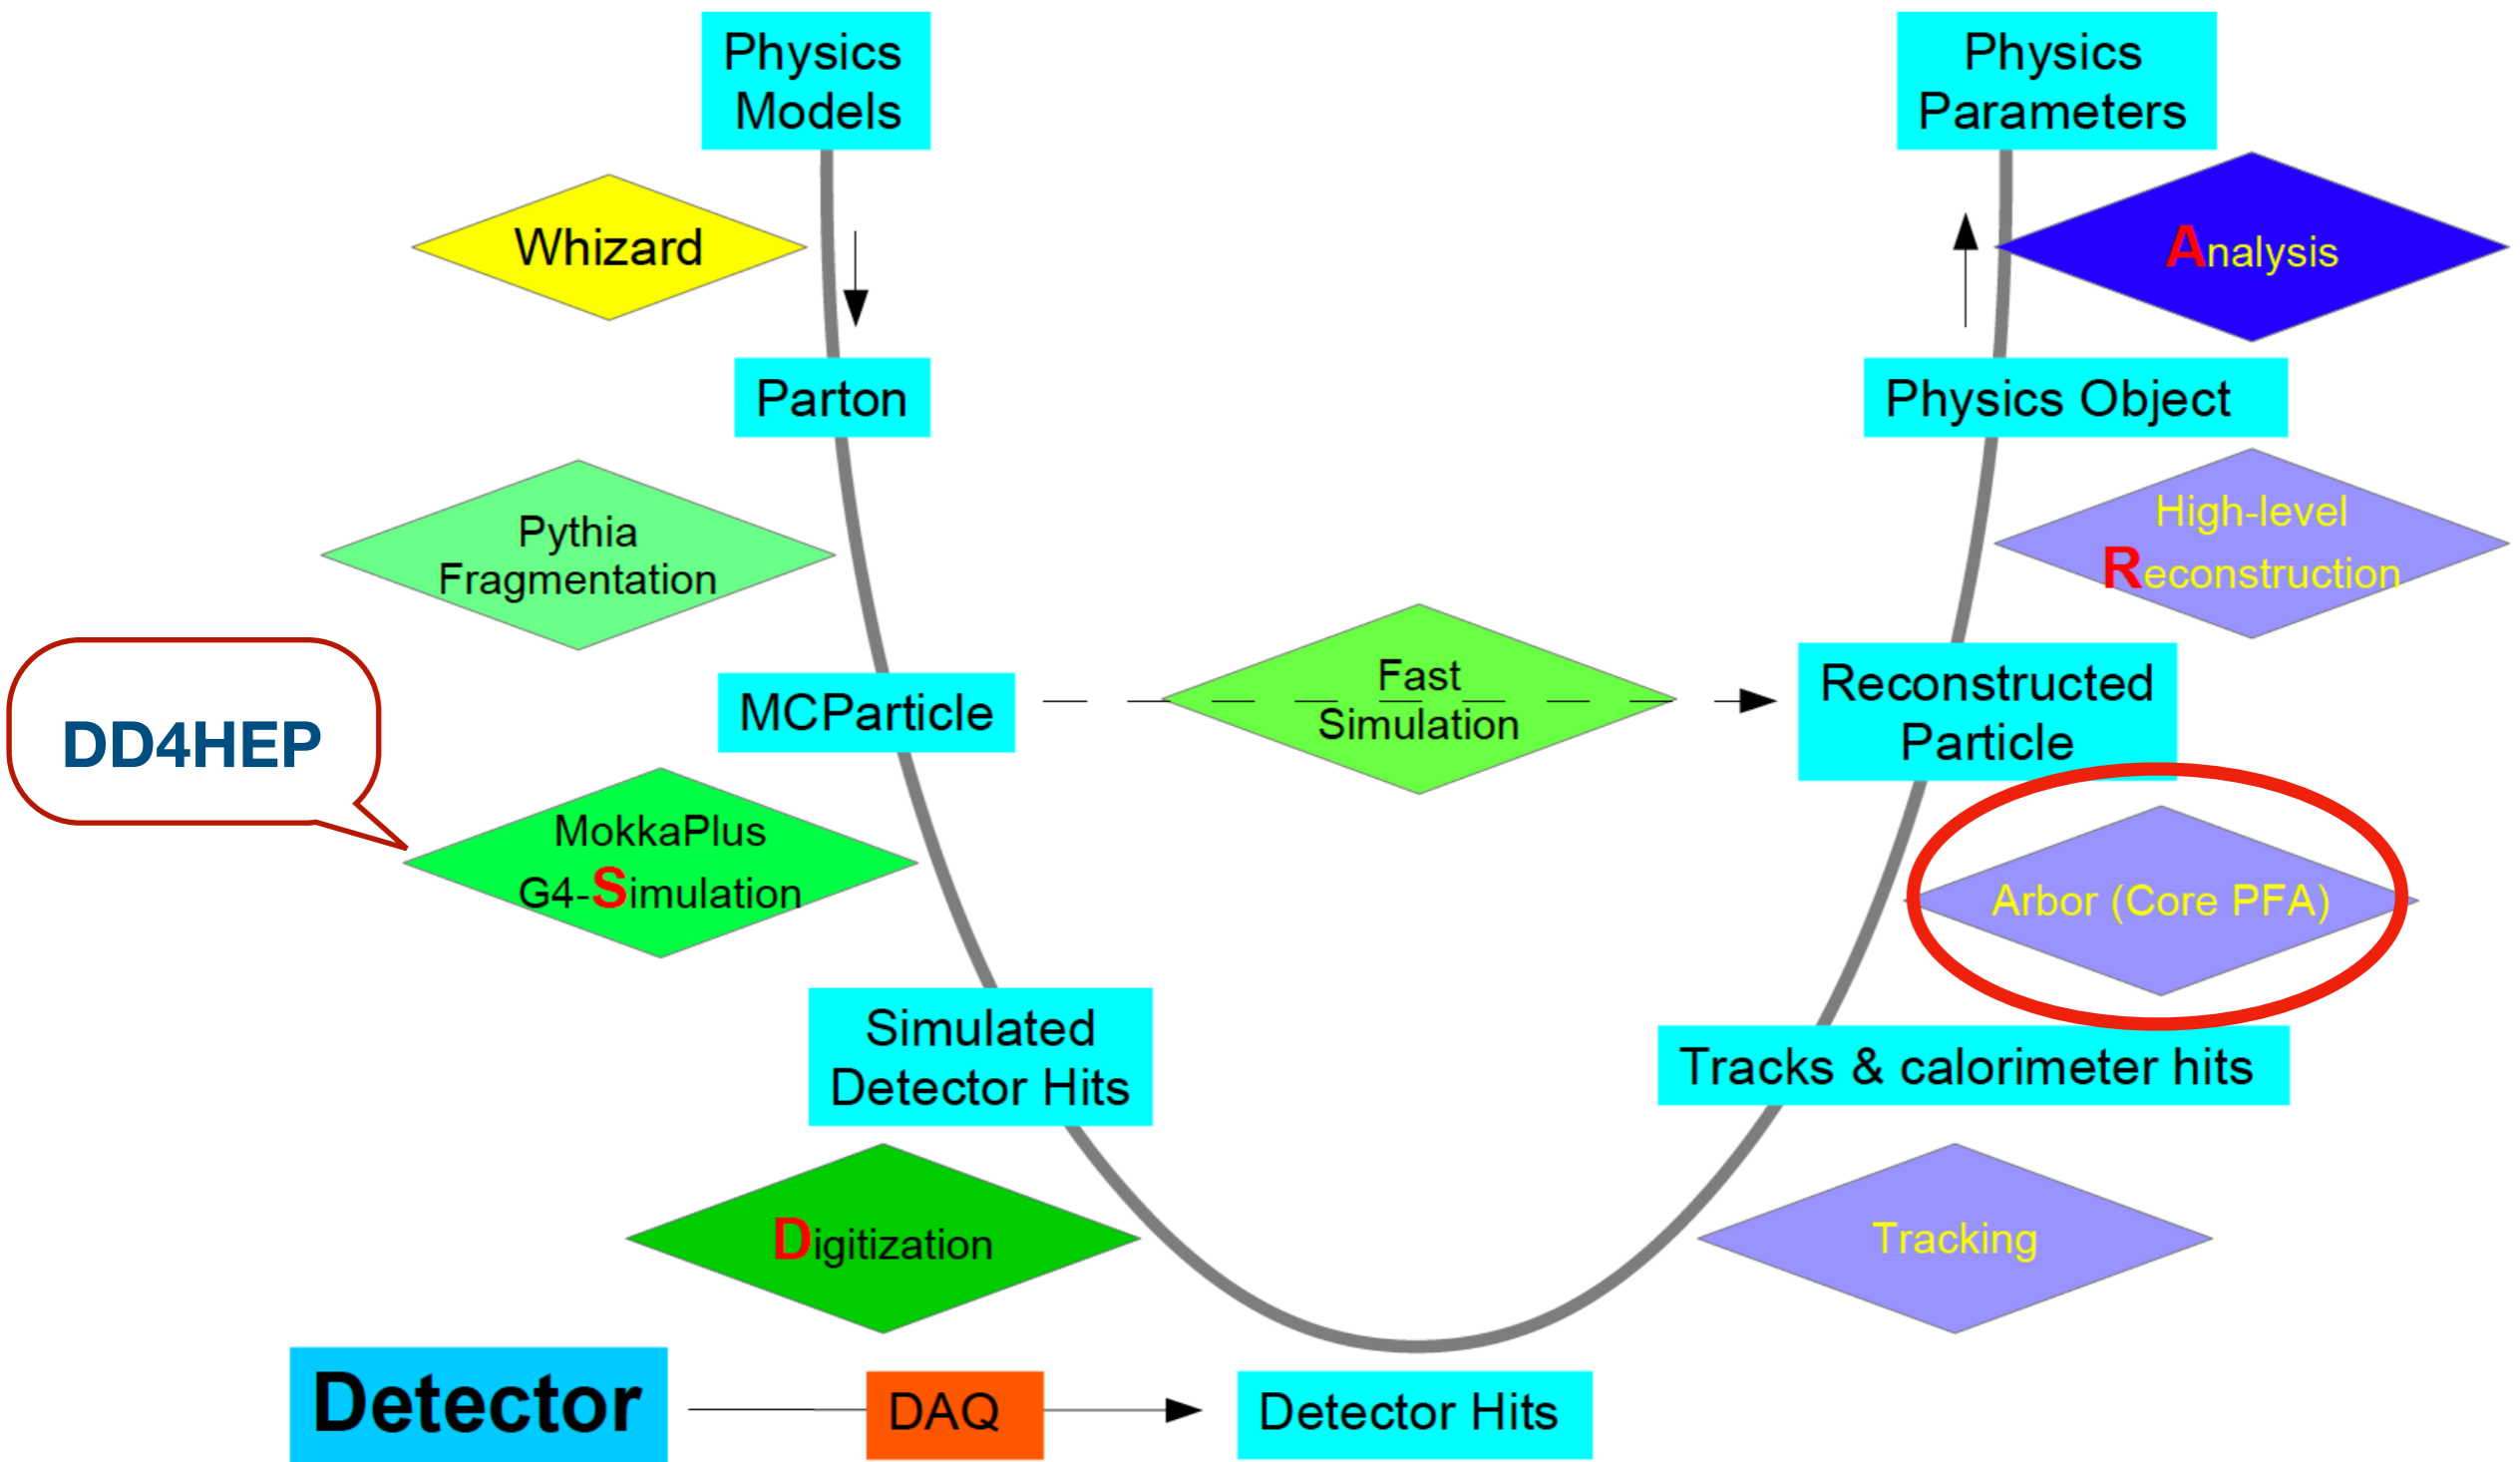 Physics
Models
Whizard
Parton
Pythia
Fragmentation
DD4HEP
MCParticle
MokkaPlus
G4-Simulation
Simulated
Detector Hits
Digitization
Detector
DAQ
Detector Hits
Fast
Simulation
Physics
Parameters
Analysis
Physics Object
High-level
Reconstruction
Reconstructed
Particle
Arbor (Core PFA)
Tracks & calorimeter hits
Tracking